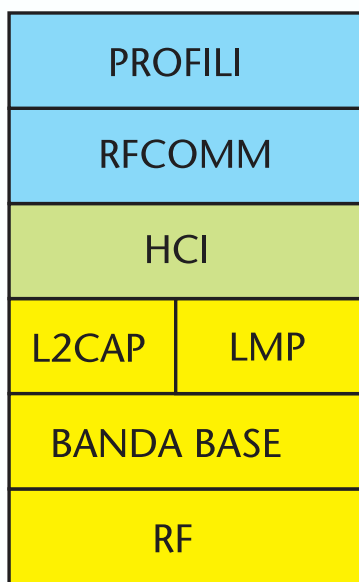 PROFILI
RFCOMM
HCI
L2CAP LMP
BANDA BASE
RF